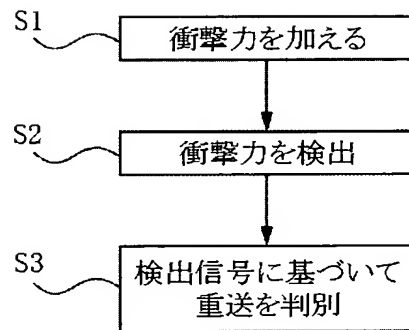 S1
衝撃力を加える
S2
衝撃力を検出
S3
検出信号に基づいて
重送を判別